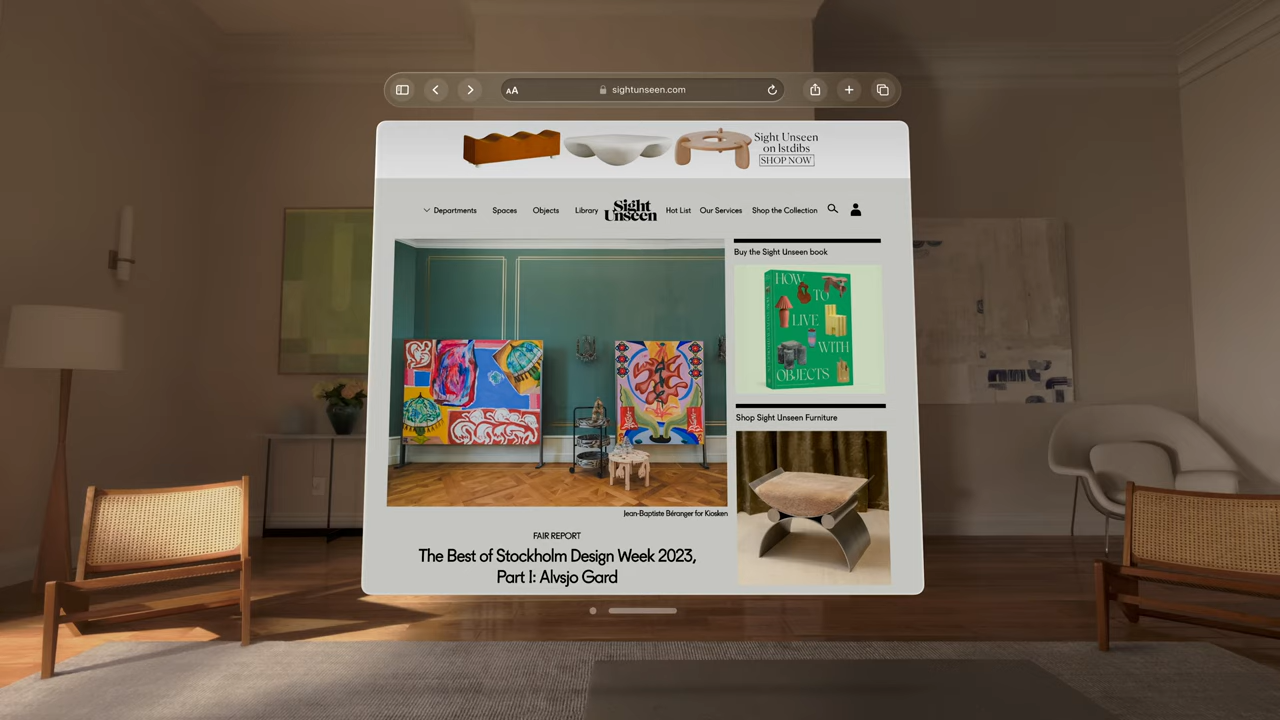 AA
sightunseen.com
Sight Unseen
on 1stdibs
SHOP NOW
Departments
Spaces
Objects
Library
Sight
Unseen
Hot List
Our Services
Shop the Collection
Buy the Sight Unseen book
HOW
TO
LIVE
WITH
OBJECTS
Shop Sight Unseen Furniture
Jean-Baptiste Béranger for Kiosken
FAIR REPORT
The Best of Stockholm Design Week 2023,
Part I: Alvsjo Gard